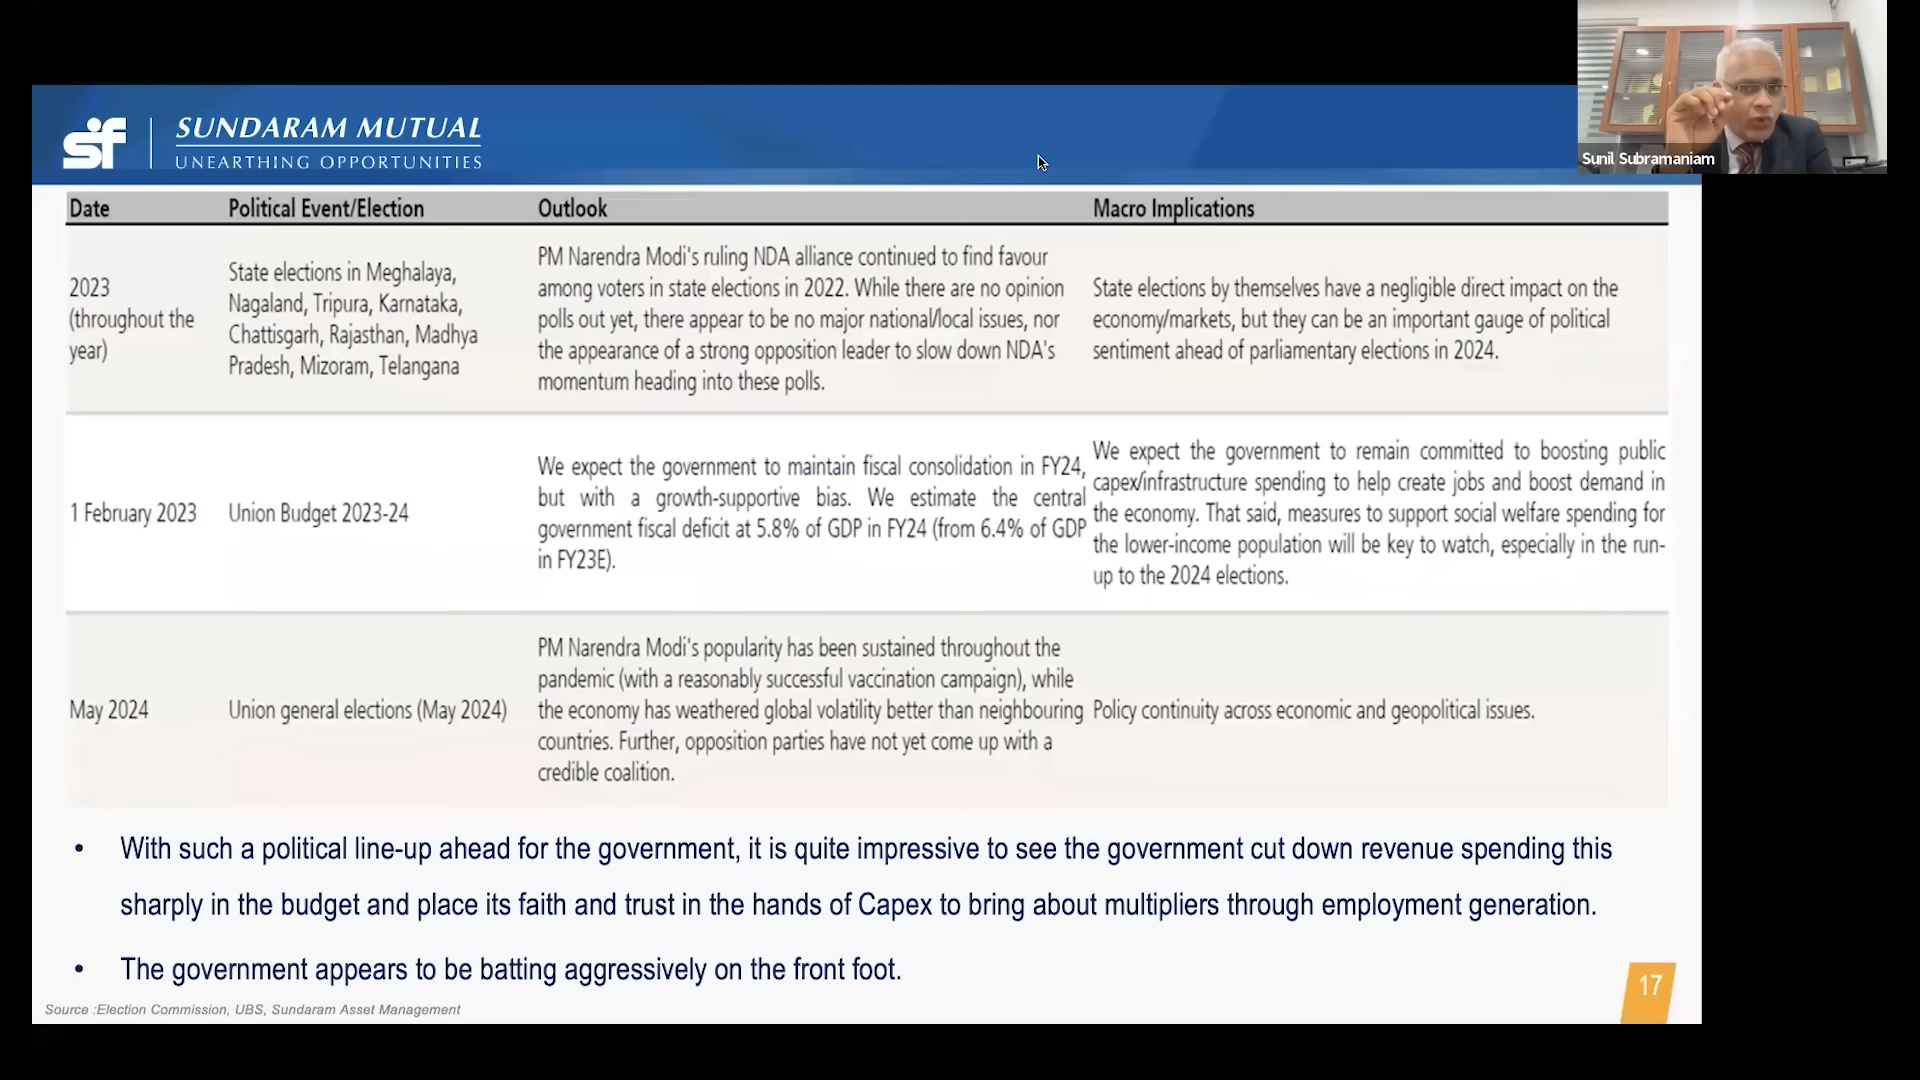 Sunil Subramaniam
sf
SUNDARAM MUTUAL
UNEARTHING OPPORTUNITIES
Date Political Event/Election Outlook Macro Implications
2023
(throughout the
year)
State elections in Meghalaya,
Nagaland, Tripura, Karnataka,
Chattisgarh, Rajasthan, Madhya
Pradesh, Mizoram, Telangana
PM Narendra Modi's ruling NDA alliance continued to find favour
among voters in state elections in 2022. While there are no opinion
polls out yet, there appear to be no major national/local issues, nor
the appearance of a strong opposition leader to slow down NDA's
momentum heading into these polls.
State elections by themselves have a negligible direct impact on the
economy/markets, but they can be an important gauge of political
sentiment ahead of parliamentary elections in 2024.
1 February 2023
Union Budget 2023-24
We expect the government to maintain fiscal consolidation in FY24,
but with a growth-supportive bias. We estimate the central
government fiscal deficit at 5.8% of GDP in FY24 (from 6.4% of GDP
in FY23E).
We expect the government to remain committed to boosting public
capex/infrastructure spending to help create jobs and boost demand in
the economy. That said, measures to support social welfare spending for
the lower-income population will be key to watch, especially in the run-
up to the 2024 elections.
May 2024
Union general elections (May 2024)
PM Narendra Modi's popularity has been sustained throughout the
pandemic (with a reasonably successful vaccination campaign), while
the economy has weathered global volatility better than neighbouring
countries. Further, opposition parties have not yet come up with a
credible coalition.
Policy continuity across economic and geopolitical issues.
• With such a political line-up ahead for the government, it is quite impressive to see the government cut down revenue spending this
sharply in the budget and place its faith and trust in the hands of Capex to bring about multipliers through employment generation.
• The government appears to be batting aggressively on the front foot.
Source :Election Commission, UBS, Sundaram Asset Management
17